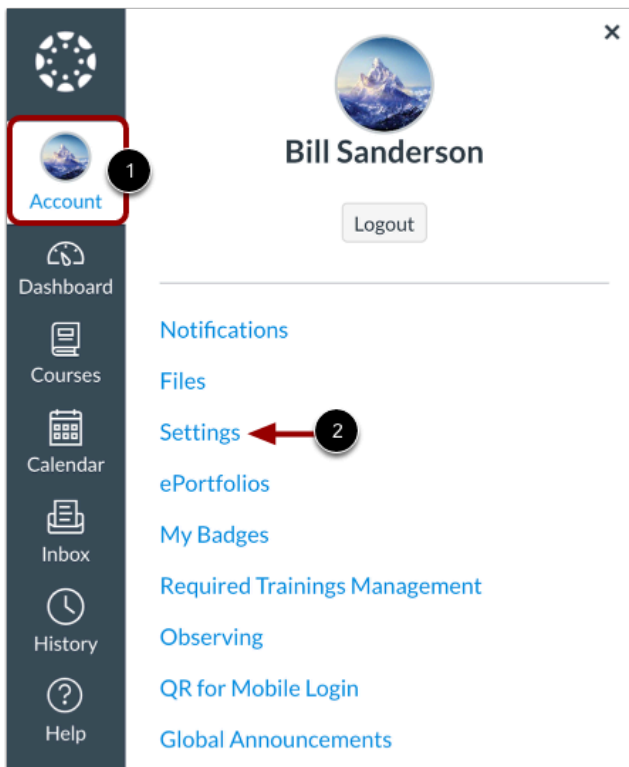 Account
1
Dashboard
Courses
Calendar
Inbox
History
Help
Bill Sanderson
Logout
Notifications
Files
Settings
2
ePortfolios
My Badges
Required Trainings Management
Observing
QR for Mobile Login
Global Announcements